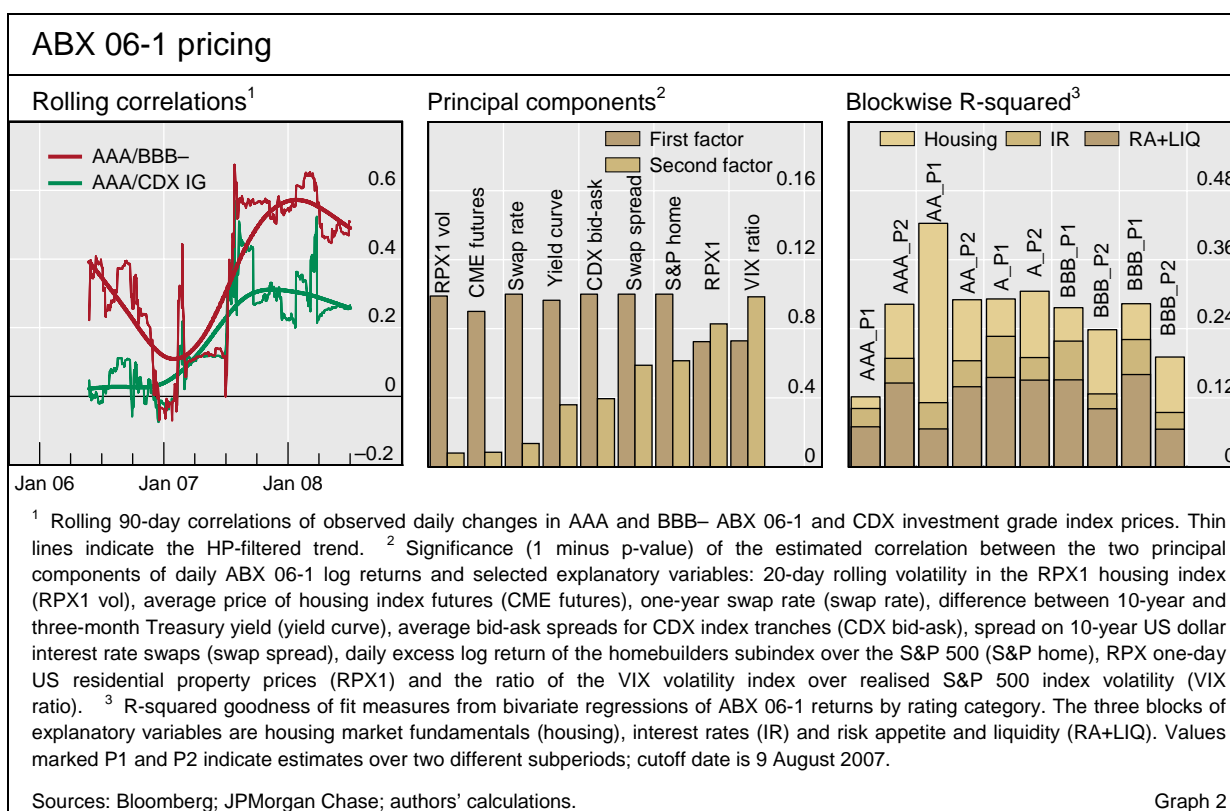 ABX 06-1 pricing
Rolling correlations1
AAA/BBB–
AAA/CDX IG
0.6
0.4
0.2
0
–0.2
Jan 06
Jan 07
Jan 08
Principal components2
First factor
Second factor
RPX1 vol
CME futures
Swap rate
Yield curve
CDX bid-ask
Swap spread
S&P home
RPX1
VIX ratio
0.16
0.12
0.8
0.4
0
Blockwise R-squared3
Housing
IR
RA+LIQ
AAA_P1
AAA_P2
AA_P1
AA_P2
A_P1
A_P2
BBB_P1
BBB_P2
BBB_P1
BBB_P2
0.48
0.36
0.24
0.12
0
1 Rolling 90-day correlations of observed daily changes in AAA and BBB– ABX 06-1 and CDX investment grade index prices. Thin
lines indicate the HP-filtered trend. 2 Significance (1 minus p-value) of the estimated correlation between the two principal
components of daily ABX 06-1 log returns and selected explanatory variables: 20-day rolling volatility in the RPX1 housing index
(RPX1 vol), average price of housing index futures (CME futures), one-year swap rate (swap rate), difference between 10-year and
three-month Treasury yield (yield curve), average bid-ask spreads for CDX index tranches (CDX bid-ask), spread on 10-year US dollar
interest rate swaps (swap spread), daily excess log return of the homebuilders subindex over the S&P 500 (S&P home), RPX one-day
US residential property prices (RPX1) and the ratio of the VIX volatility index over realised S&P 500 index volatility (VIX
ratio). 3 R-squared goodness of fit measures from bivariate regressions of ABX 06-1 returns by rating category. The three blocks of
explanatory variables are housing market fundamentals (housing), interest rates (IR) and risk appetite and liquidity (RA+LIQ). Values
marked P1 and P2 indicate estimates over two different subperiods; cutoff date is 9 August 2007.
Sources: Bloomberg; JPMorgan Chase; authors' calculations.
Graph 2